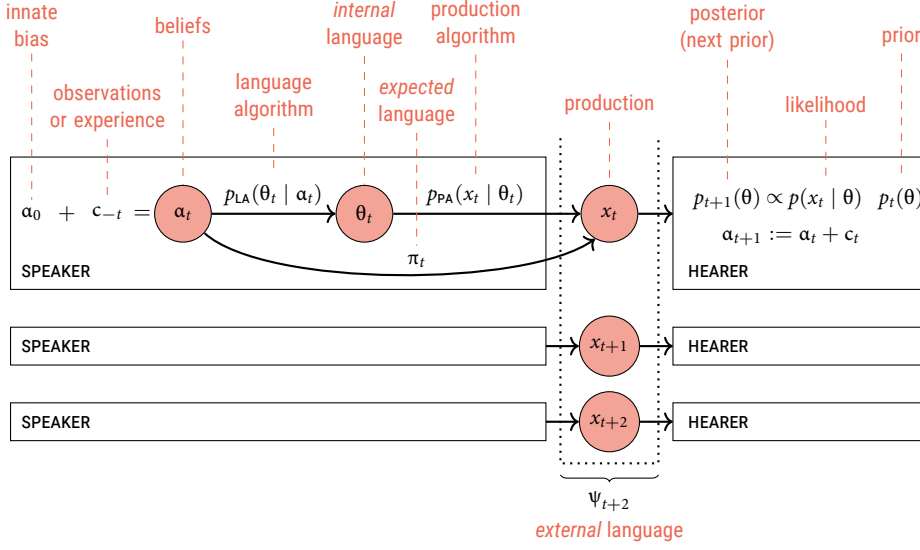 innate
bias
beliefs
internal
language
production
algorithm
posterior
(next prior)
prior
observations
or experience
language
algorithm
expected
language
production
likelihood
α₀ + c₋ₜ = αₜ
p_LA(θₜ | αₜ)
θₜ
p_PA(xₜ | θₜ)
xₜ
pₜ₊₁(θ) ∝ p(xₜ | θ) pₜ(θ)
αₜ₊₁ := αₜ + cₜ
πₜ
SPEAKER
HEARER
SPEAKER
xₜ₊₁
HEARER
SPEAKER
xₜ₊₂
HEARER
ψₜ₊₂
external language